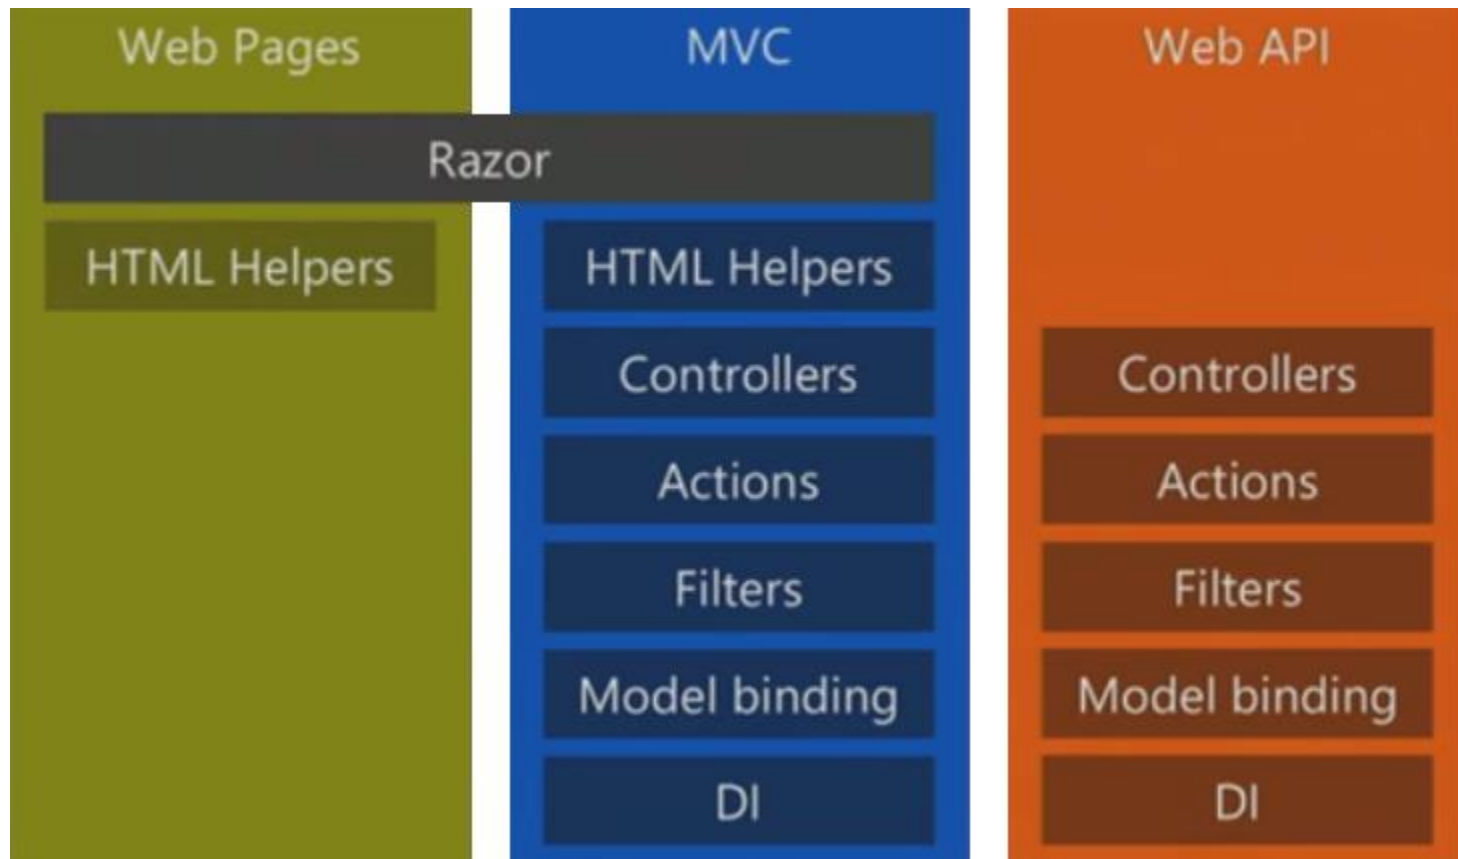 Web Pages
MVC
Web API
Razor
HTML Helpers
HTML Helpers
Controllers
Controllers
Actions
Actions
Filters
Filters
Model binding
Model binding
DI
DI